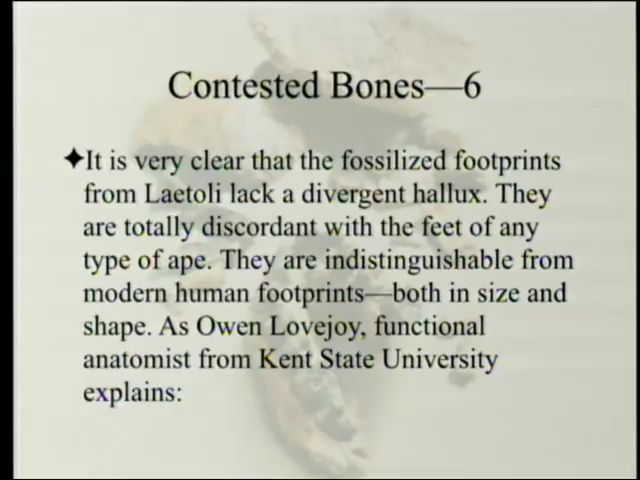 Contested Bones—6
✦It is very clear that the fossilized footprints
from Laetoli lack a divergent hallux. They
are totally discordant with the feet of any
type of ape. They are indistinguishable from
modern human footprints—both in size and
shape. As Owen Lovejoy, functional
anatomist from Kent State University
explains: